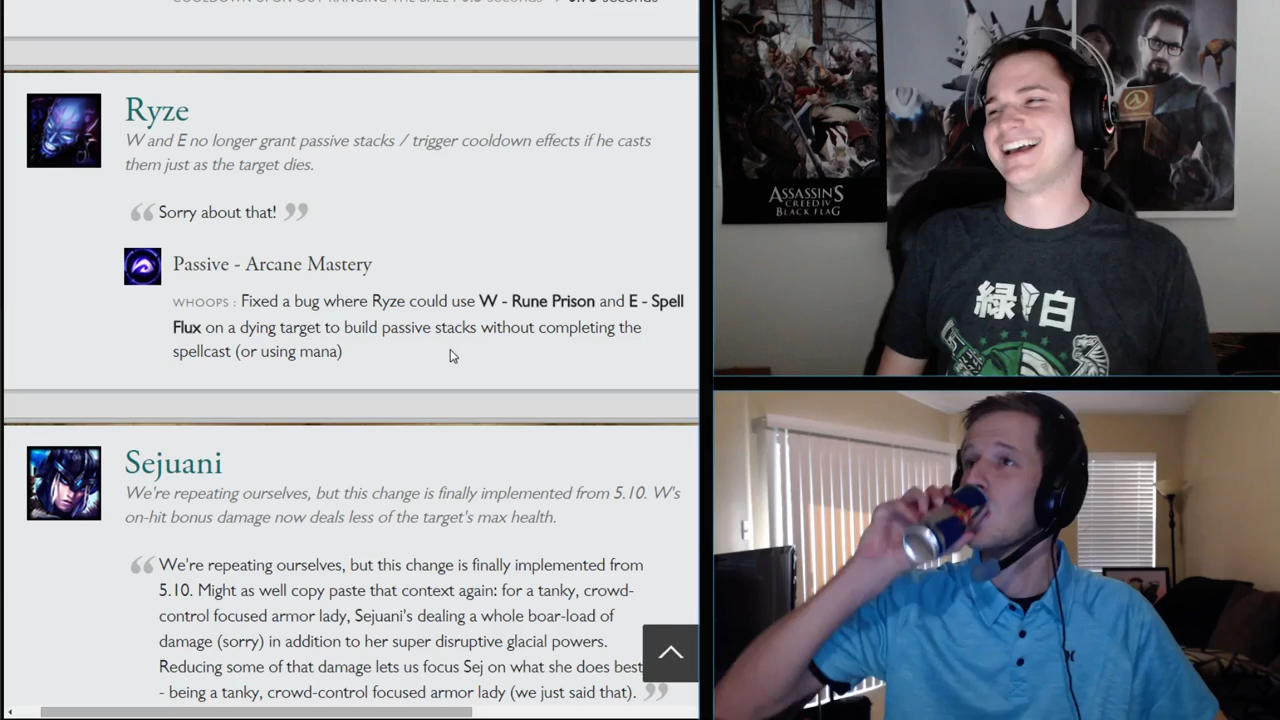 Ryze
W and E no longer grant passive stacks / trigger cooldown effects if he casts
them just as the target dies.
Sorry about that!
Passive - Arcane Mastery
WHOOPS : Fixed a bug where Ryze could use W - Rune Prison and E - Spell
Flux on a dying target to build passive stacks without completing the
spellcast (or using mana)
Sejuani
We're repeating ourselves, but this change is finally implemented from 5.10. W's
on-hit bonus damage now deals less of the target's max health.
We're repeating ourselves, but this change is finally implemented from
5.10. Might as well copy paste that context again: for a tanky, crowd-
control focused armor lady, Sejuani's dealing a whole boar-load of
damage (sorry) in addition to her super disruptive glacial powers.
Reducing some of that damage lets us focus Sej on what she does best
- being a tanky, crowd-control focused armor lady (we just said that).
ASSASSIN'S
CREED IV
BLACK FLAG
緑 白